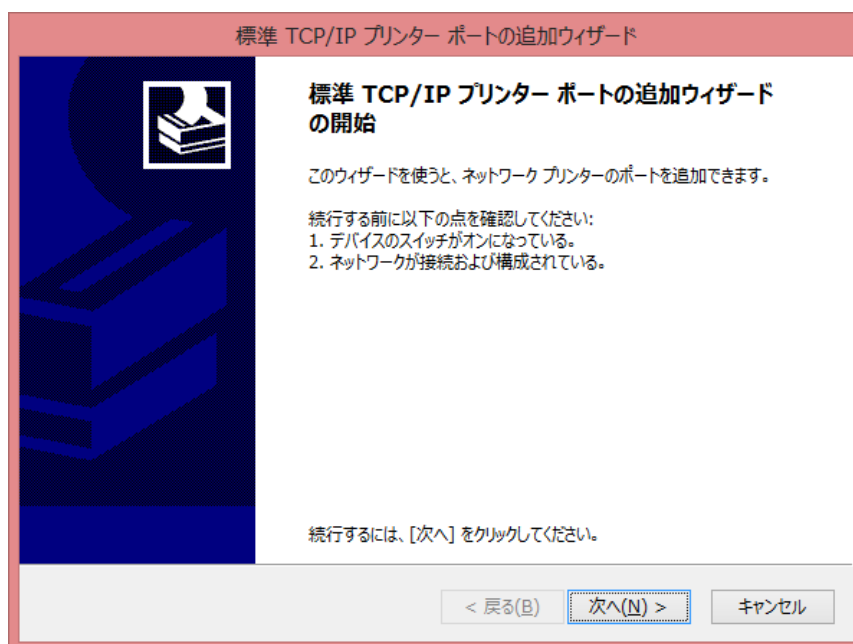 標準 TCP/IP プリンター ポートの追加ウィザード
標準 TCP/IP プリンター ポートの追加ウィザード
の開始
このウィザードを使うと、ネットワーク プリンターのポートを追加できます。
続行する前に以下の点を確認してください:
1. デバイスのスイッチがオンになっている。
2. ネットワークが接続および構成されている。
続行するには、[次へ] をクリックしてください。
< 戻る(B) 次へ(N) > キャンセル